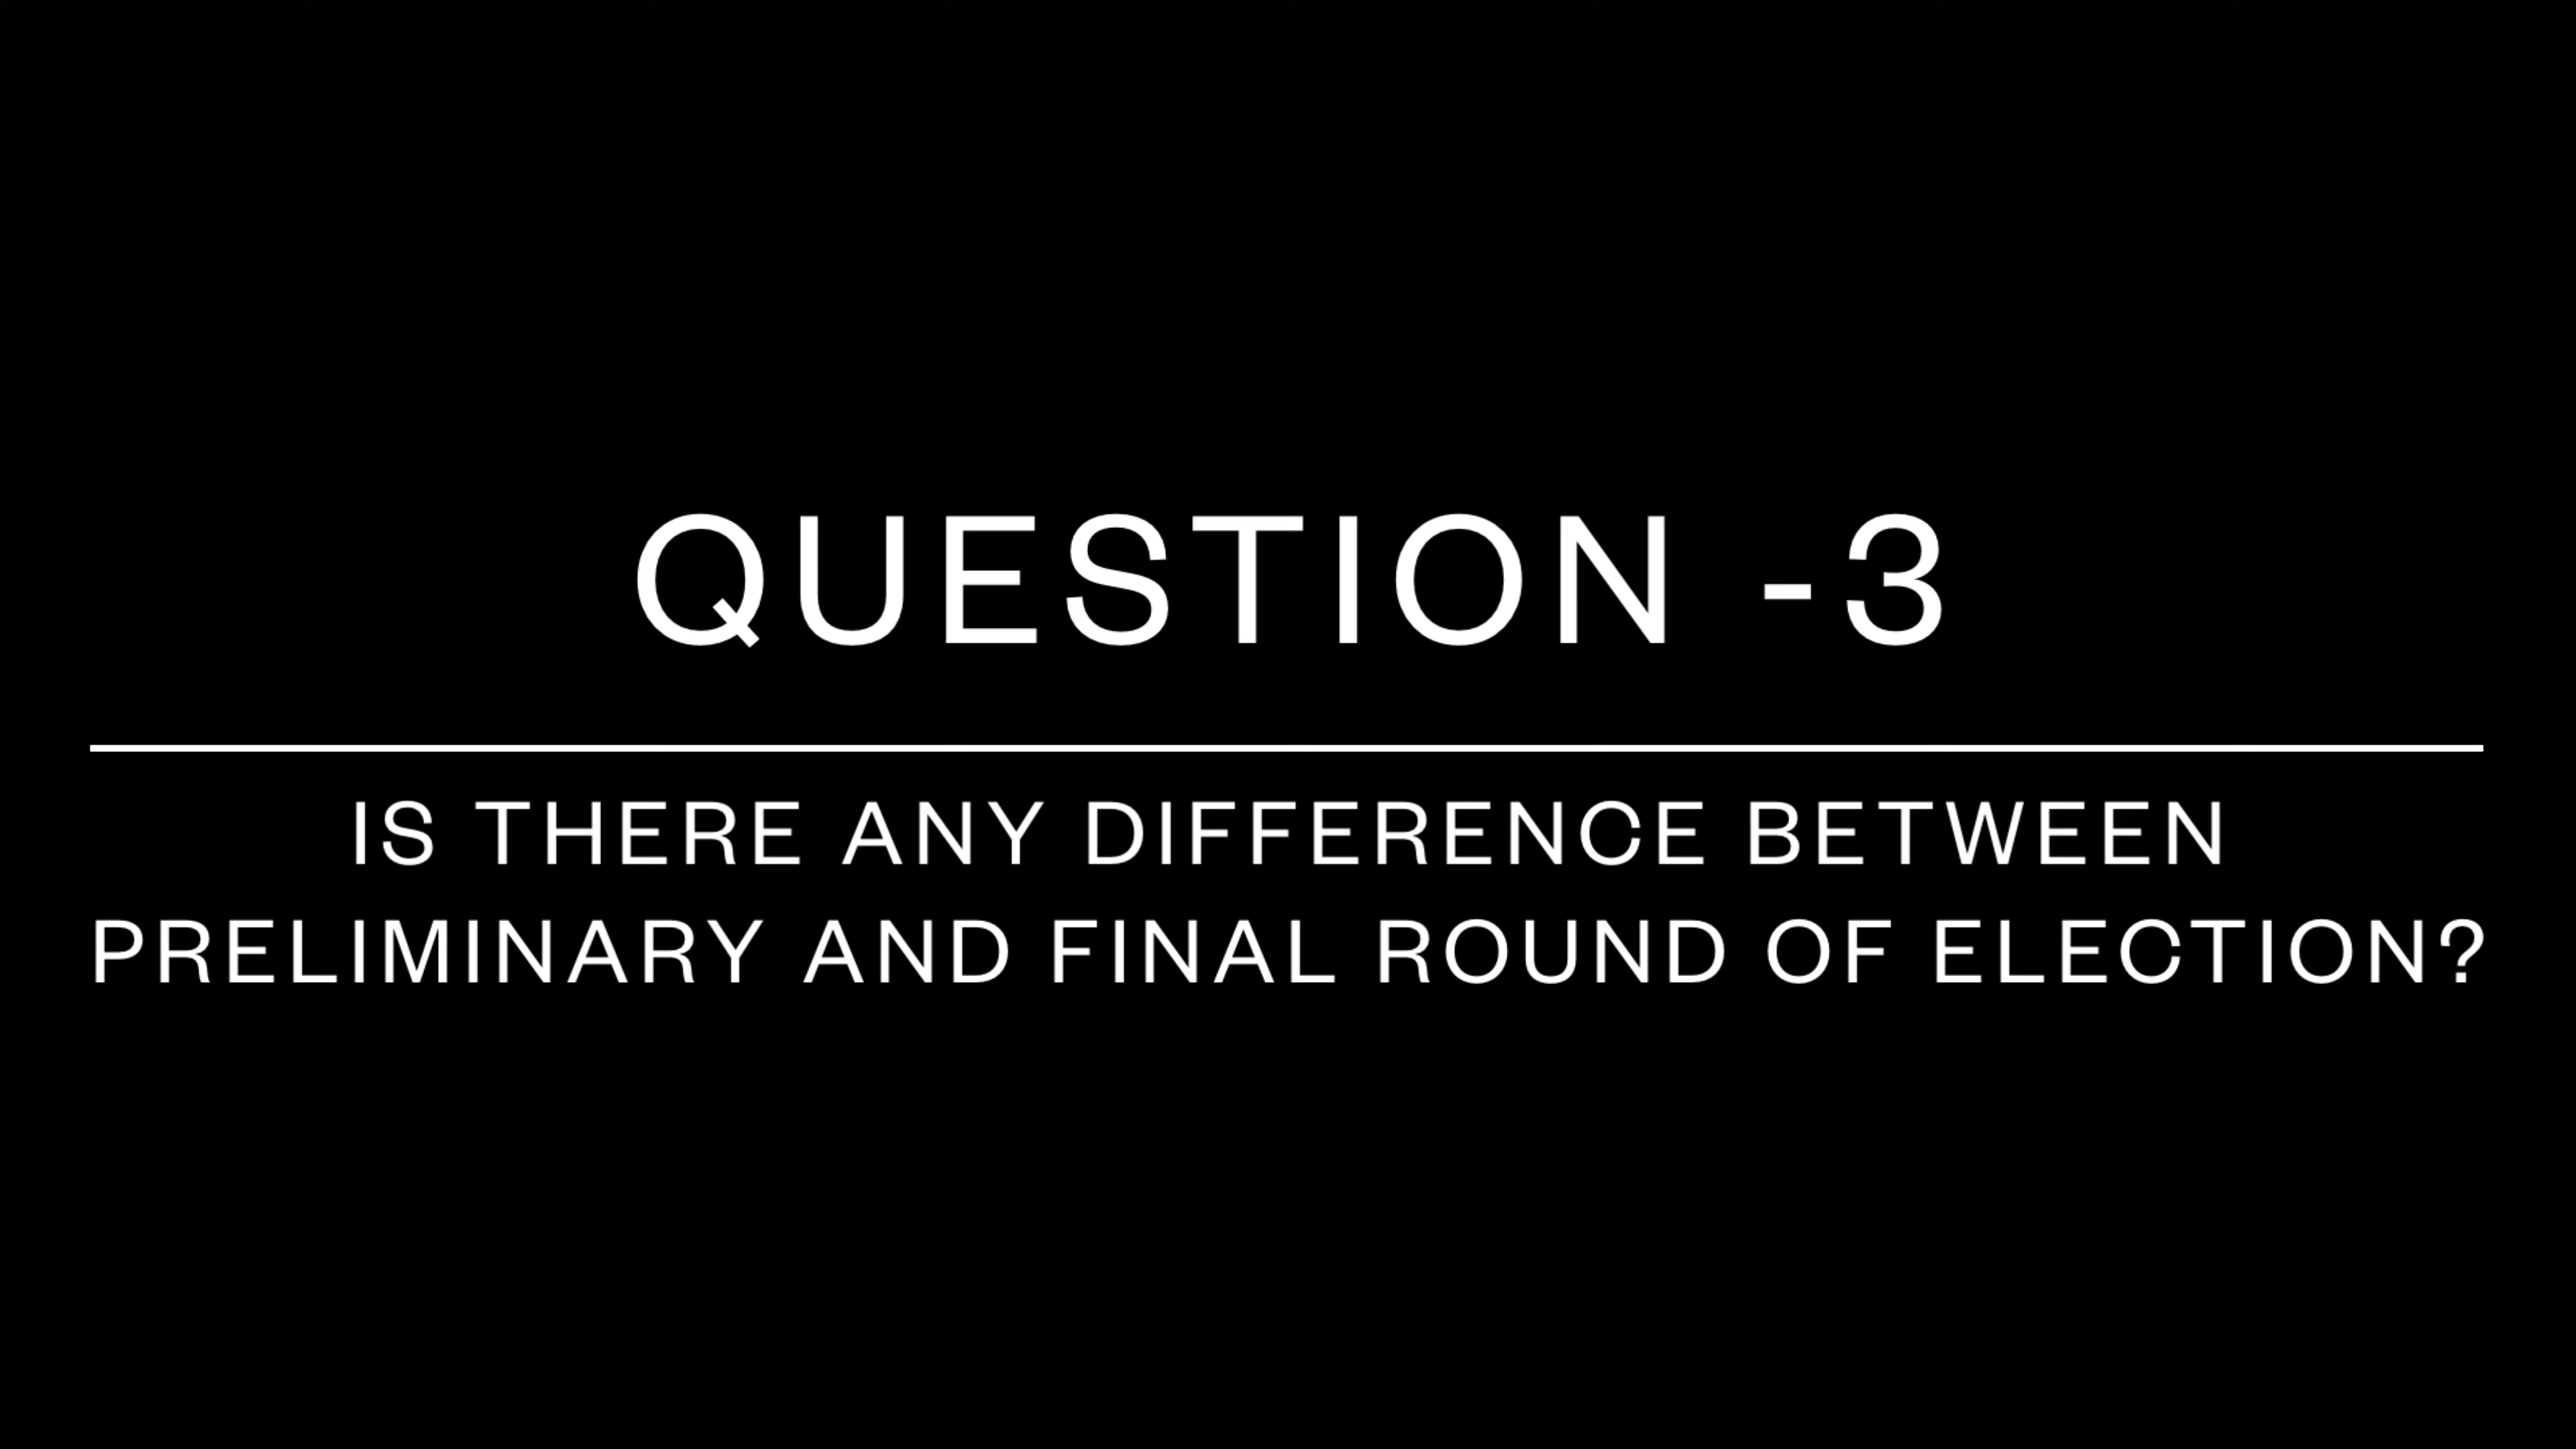 QUESTION -3
IS THERE ANY DIFFERENCE BETWEEN
PRELIMINARY AND FINAL ROUND OF ELECTION?